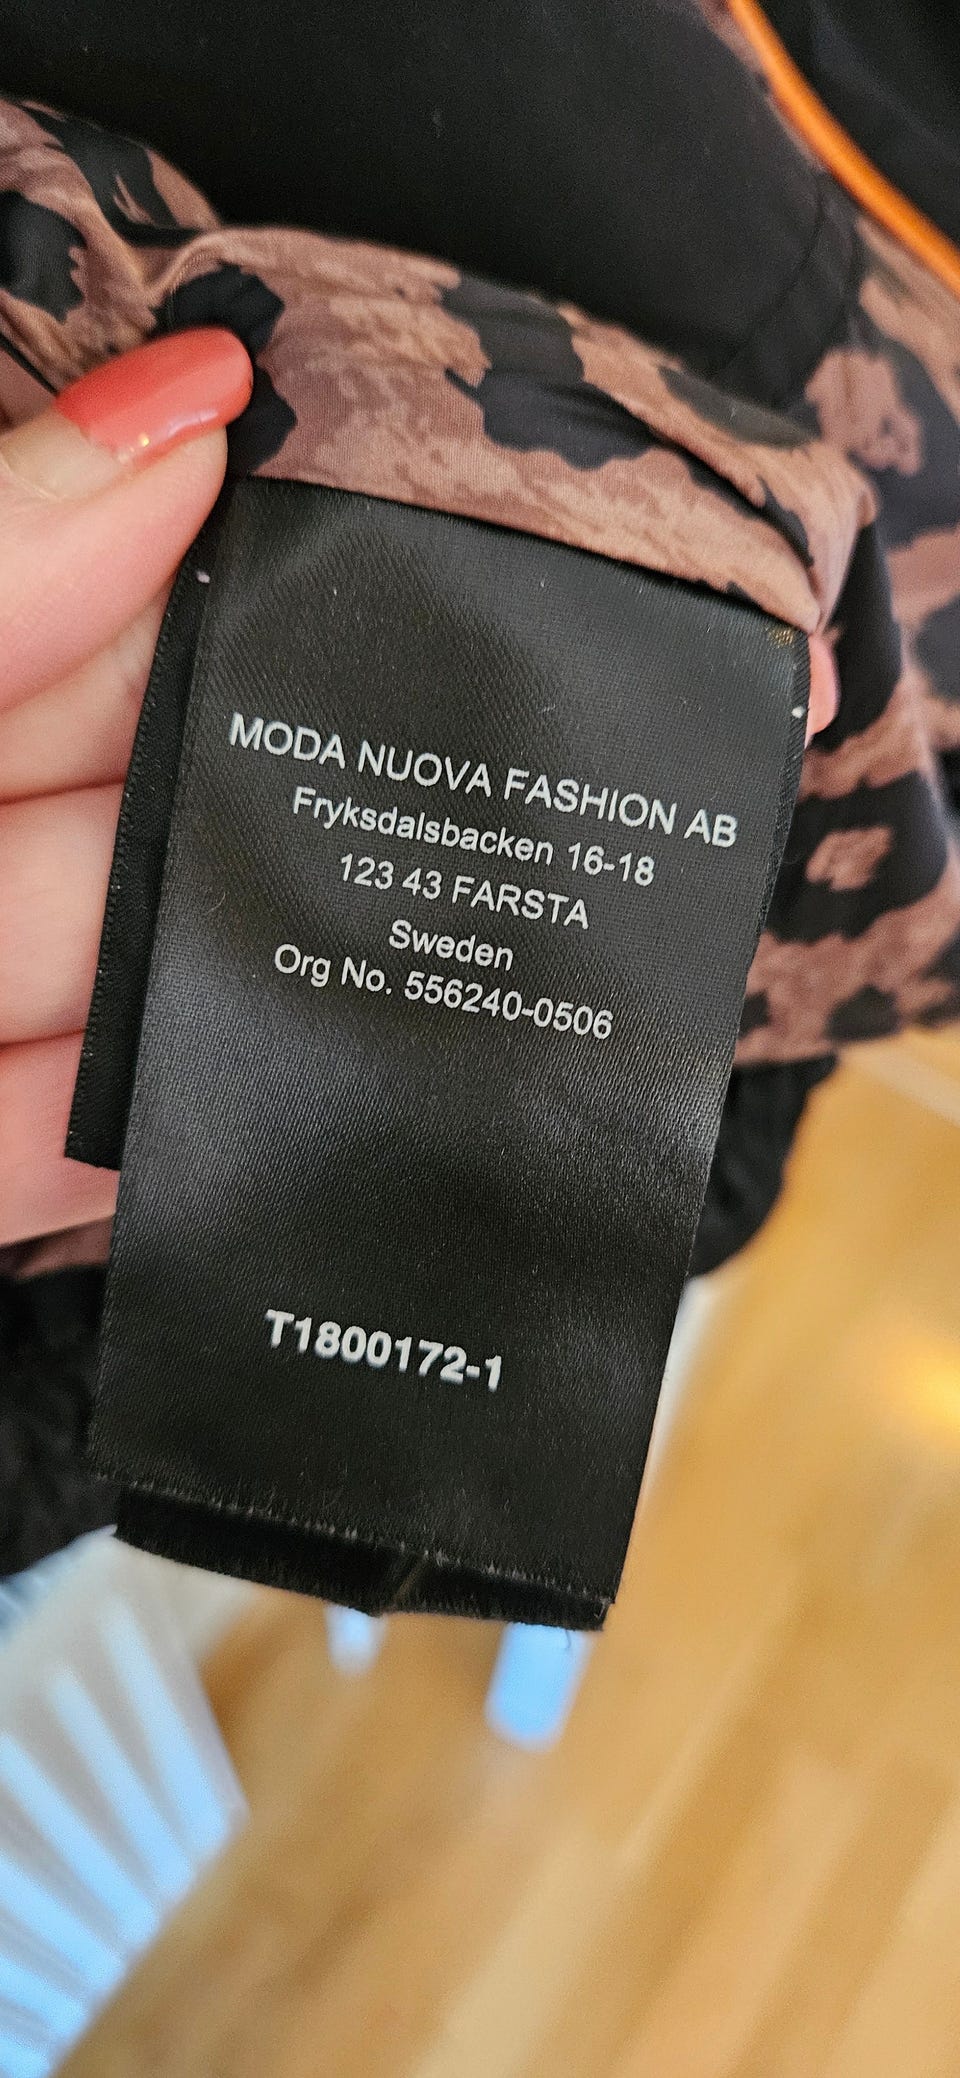 MODA NUOVA FASHION AB
Fryksdalsbacken 16-18
123 43 FARSTA
Sweden
Org No. 556240-0506
T1800172-1